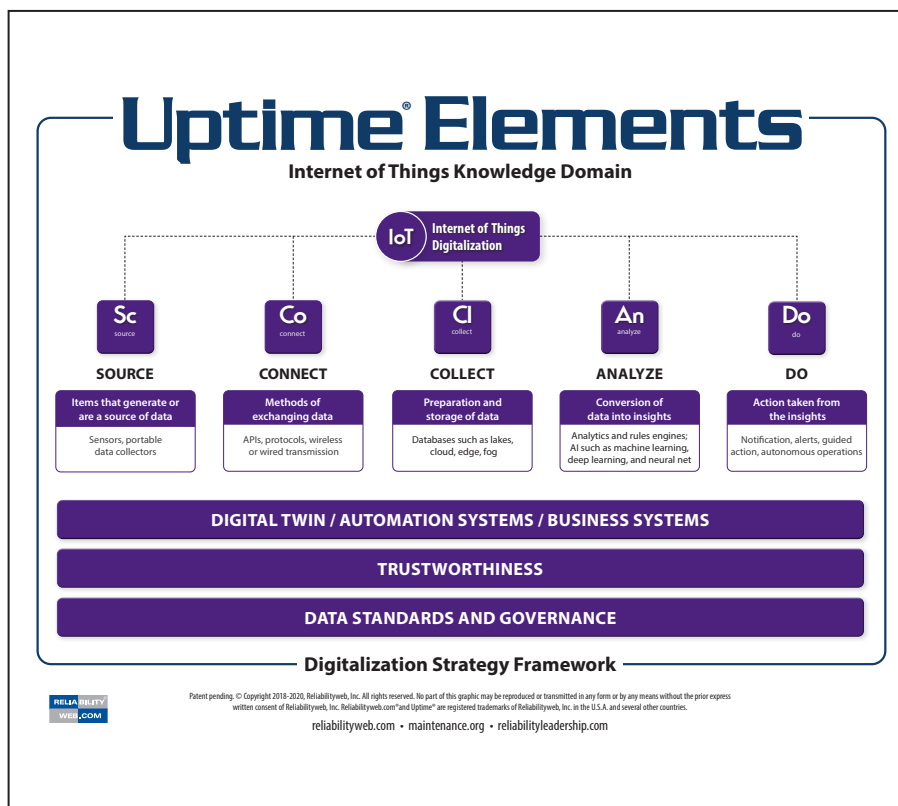 Uptime® Elements
Internet of Things Knowledge Domain
IoT
Internet of Things
Digitalization
Sc
source
Co
connect
Cl
collect
An
analyze
Do
do
SOURCE
CONNECT
COLLECT
ANALYZE
DO
Items that generate or
are a source of data
Sensors, portable
data collectors
Methods of
exchanging data
APIs, protocols, wireless
or wired transmission
Preparation and
storage of data
Databases such as lakes,
cloud, edge, fog
Conversion of
data into insights
Analytics and rules engines;
AI such as machine learning,
deep learning, and neural net
Action taken from
the insights
Notification, alerts, guided
action, autonomous operations
DIGITAL TWIN / AUTOMATION SYSTEMS / BUSINESS SYSTEMS
TRUSTWORTHINESS
DATA STANDARDS AND GOVERNANCE
Digitalization Strategy Framework
RELIABILITY
WEB.COM
Patent pending. © Copyright 2018-2020, Reliabilityweb, Inc. All rights reserved. No part of this graphic may be reproduced or transmitted in any form or by any means without the prior express
written consent of Reliabilityweb, Inc. Reliabilityweb.com® and Uptime® are registered trademarks of Reliabilityweb, Inc. in the U.S.A. and several other countries.
reliabilityweb.com • maintenance.org • reliabilityleadership.com